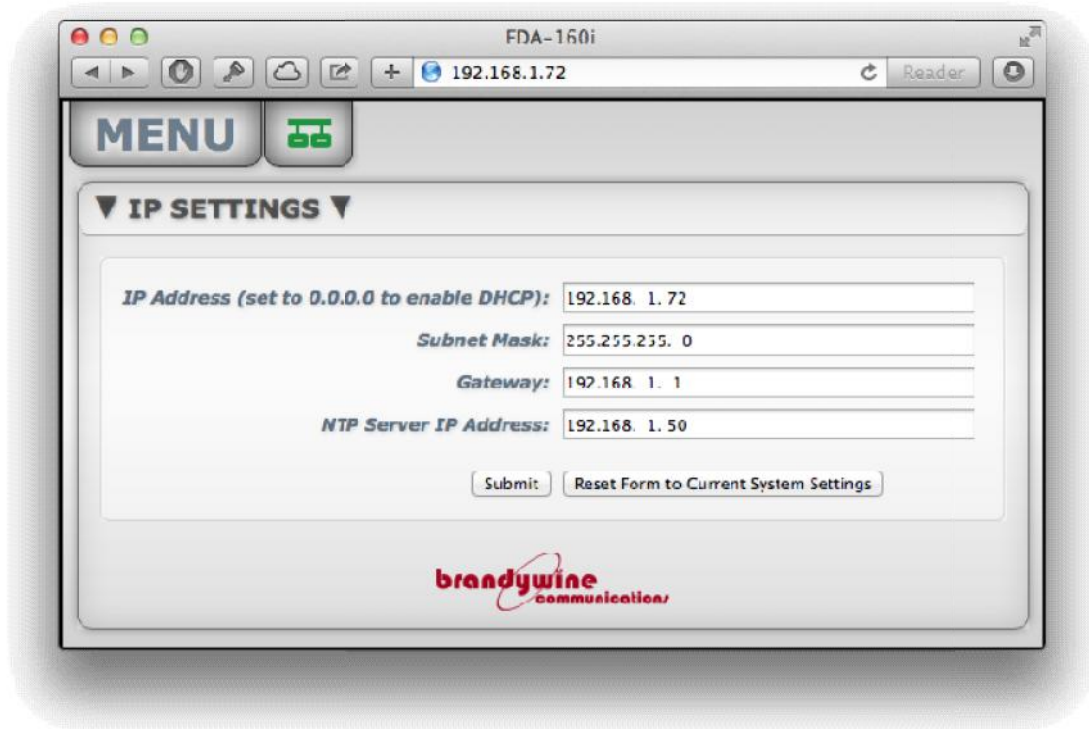 FDA-160i
192.168.1.72
Reader
MENU
▼ IP SETTINGS ▼
IP Address (set to 0.0.0.0 to enable DHCP): 192.168. 1. 72
Subnet Mask: 255.255.255. 0
Gateway: 192.168. 1. 1
NTP Server IP Address: 192.168. 1. 50
Submit Reset Form to Current System Settings
brandywine
communications